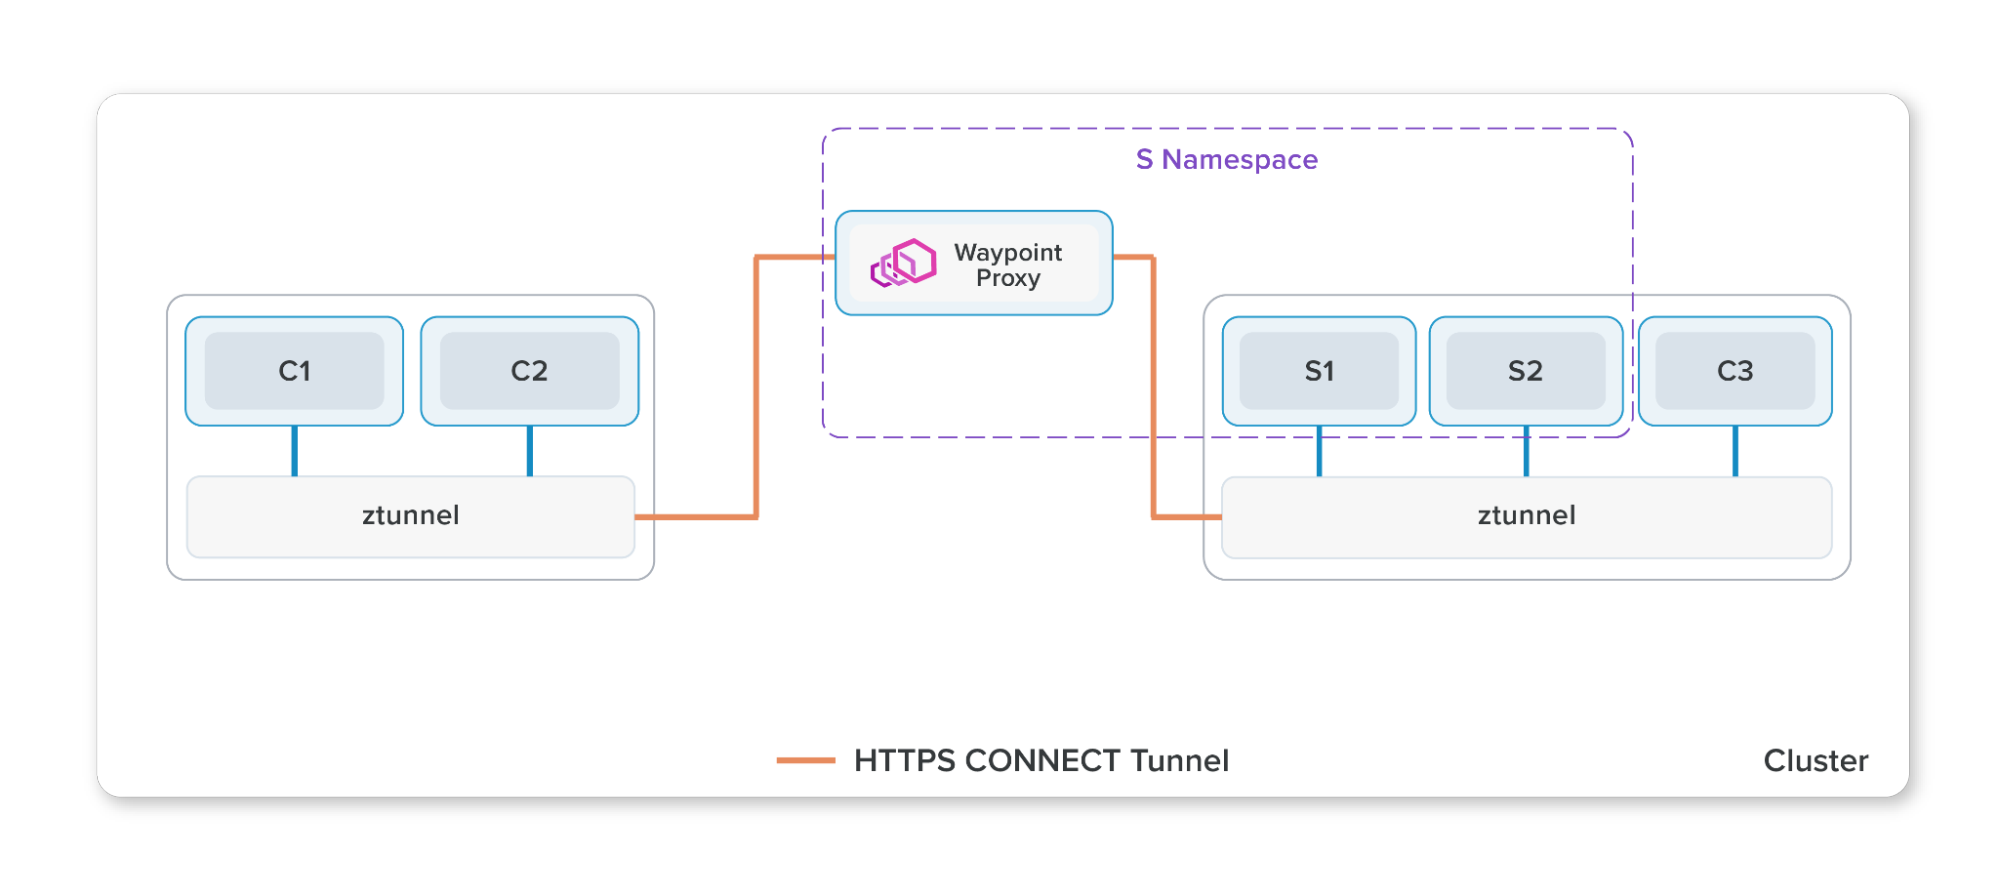 S Namespace
Waypoint
Proxy
C1
C2
S1
S2
C3
ztunnel
ztunnel
HTTPS CONNECT Tunnel
Cluster